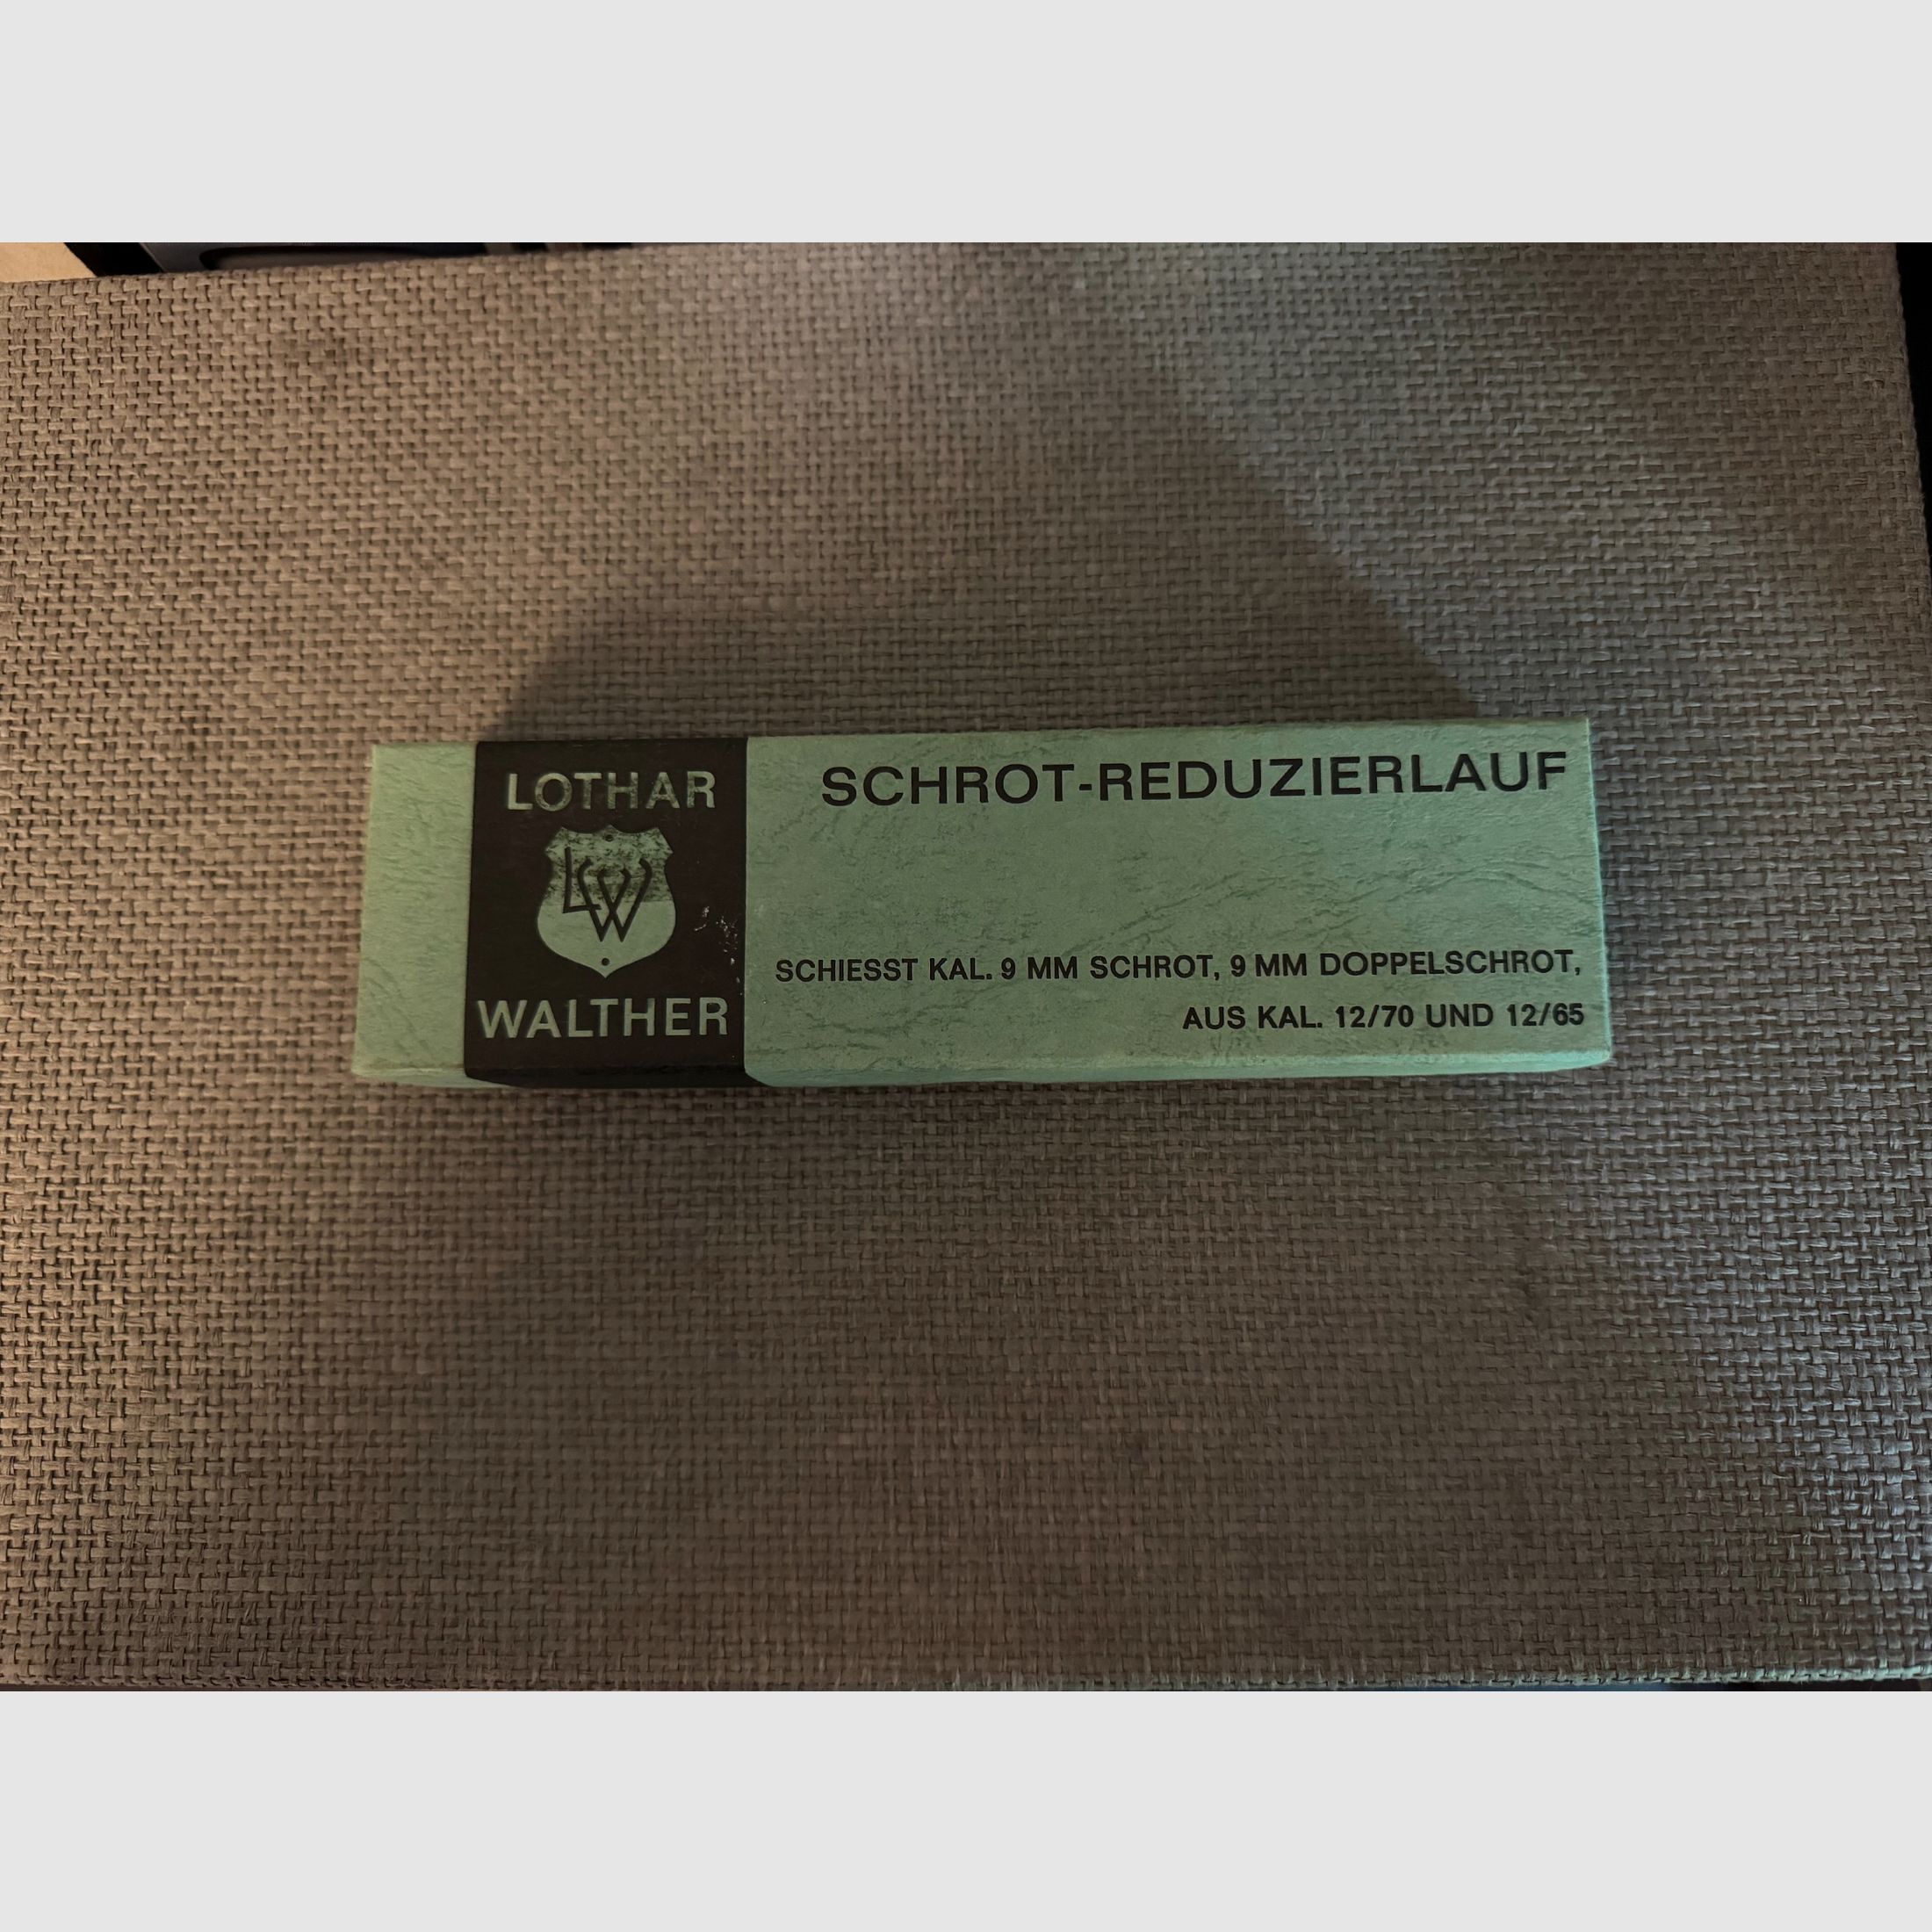 LOTHAR
LW
WALTHER
SCHROT-REDUZIERLAUF
SCHIESST KAL. 9 MM SCHROT, 9 MM DOPPELSCHROT,
AUS KAL. 12/70 UND 12/65